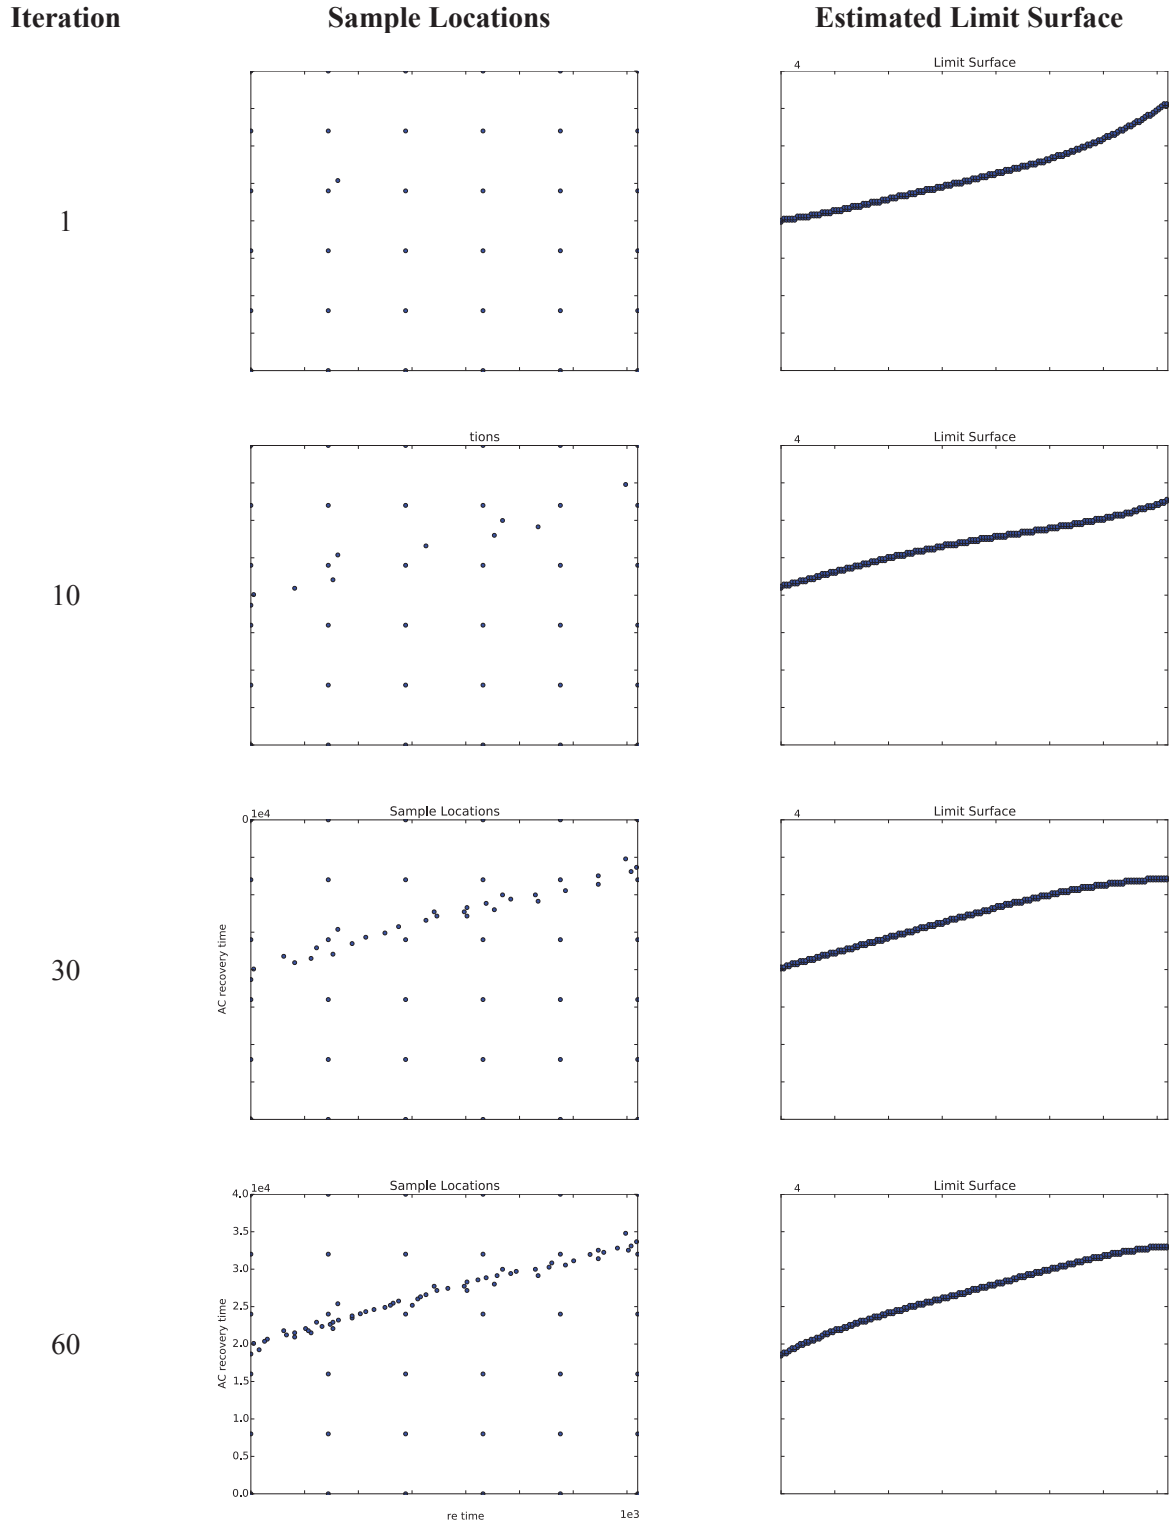 Iteration Sample Locations Estimated Limit Surface
4 Limit Surface
1
tions
4 Limit Surface
10
Sample Locations
0 1e4
4 Limit Surface
AC recovery time
30
Sample Locations
4.0 1e4
4 Limit Surface
3.5
3.0
2.5
2.0
AC recovery time
60
1.5
1.0
0.5
0.0
re time
1e3